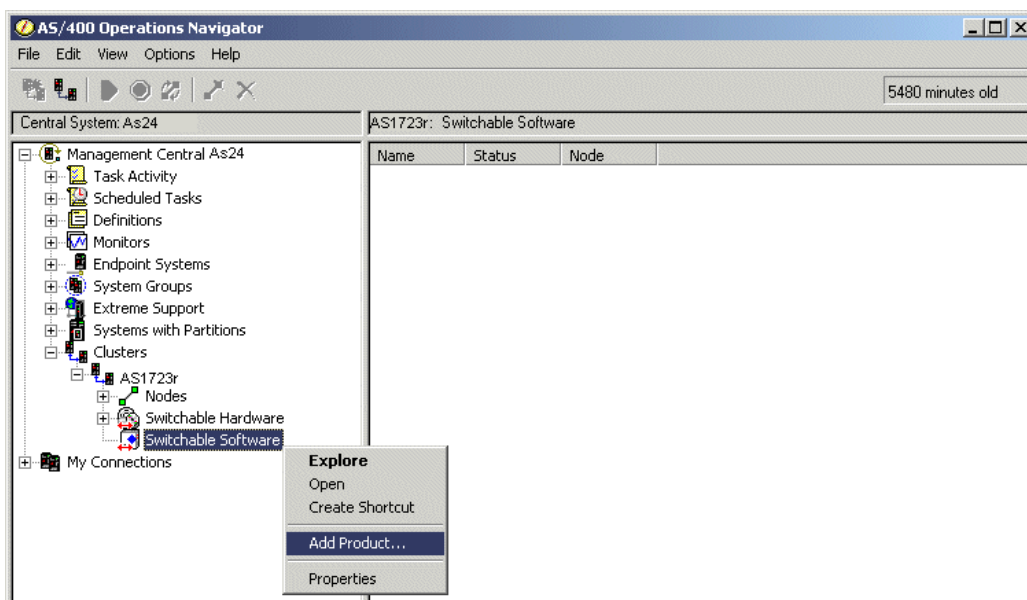 AS/400 Operations Navigator
File Edit View Options Help
5480 minutes old
Central System: As24
AS1723r: Switchable Software
Management Central As24
Name Status Node
Task Activity
Scheduled Tasks
Definitions
Monitors
Endpoint Systems
System Groups
Extreme Support
Systems with Partitions
Clusters
AS1723r
Nodes
Switchable Hardware
Switchable Software
My Connections
Explore
Open
Create Shortcut
Add Product...
Properties